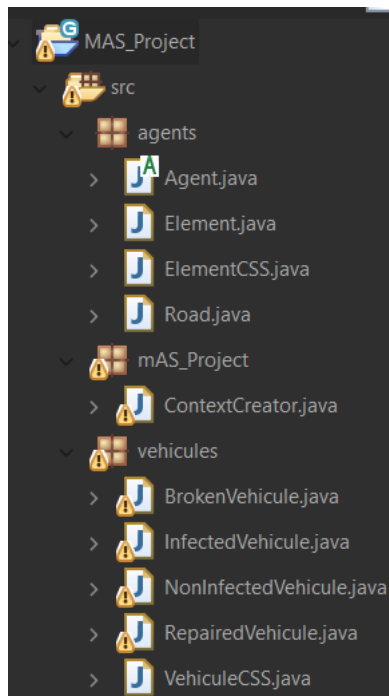 MAS_Project
src
agents
Agent.java
Element.java
ElementCSS.java
Road.java
mAS_Project
ContextCreator.java
vehicules
BrokenVehicule.java
InfectedVehicule.java
NonInfectedVehicule.java
RepairedVehicule.java
VehiculeCSS.java